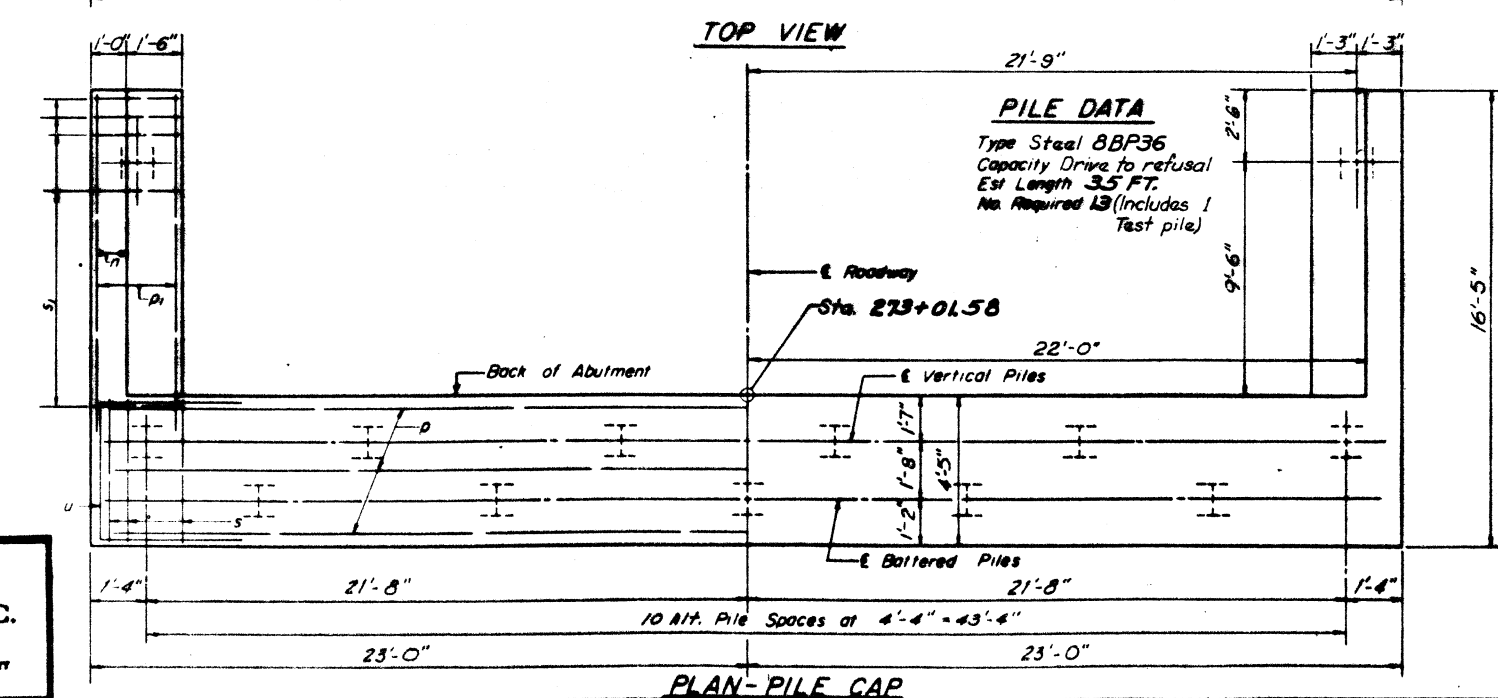 TOP VIEW
1'-0" 1'-6"
1'-3" 1'-3"
21'-9"
PILE DATA
Type Steel 8BP36
Capacity Drive to refusal
Est Length 35 FT.
No. Required 13 (Includes 1
Test pile)
2'-6"
9'-6"
16'-5"
n
p₁
s₁
℄ Roadway
Sta. 273+01.58
22'-0"
Back of Abutment
℄ Vertical Piles
p
1'-7"
1'-8"
4'-5"
1'-2"
u
s
℄ Battered Piles
1'-4" 21'-8" 21'-8" 1'-4"
10 Alt. Pile Spaces at 4'-4" = 43'-4"
23'-0" 23'-0"
PLAN-PILE CAP